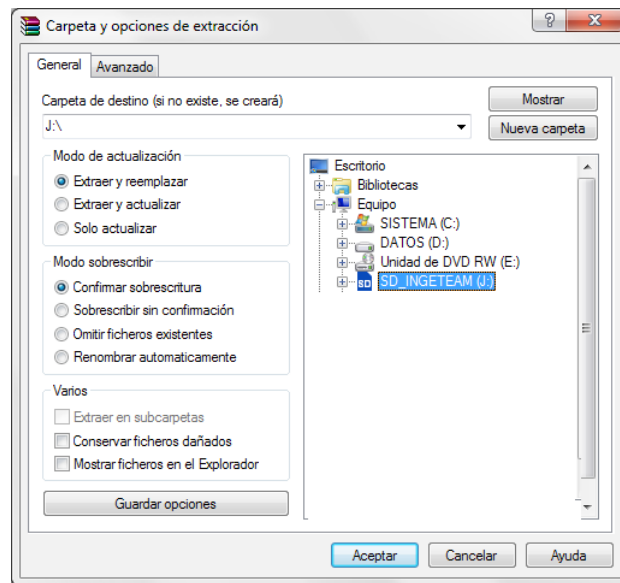 Carpeta y opciones de extracción
General
Avanzado
Carpeta de destino (si no existe, se creará)
Mostrar
J:\
Nueva carpeta
Modo de actualización
Extraer y reemplazar
Extraer y actualizar
Solo actualizar
Modo sobrescribir
Confirmar sobrescritura
Sobrescribir sin confirmación
Omitir ficheros existentes
Renombrar automaticamente
Varios
Extraer en subcarpetas
Conservar ficheros dañados
Mostrar ficheros en el Explorador
Guardar opciones
Escritorio
Bibliotecas
Equipo
SISTEMA (C:)
DATOS (D:)
Unidad de DVD RW (E:)
SD SD_INGETEAM (J:)
Aceptar
Cancelar
Ayuda